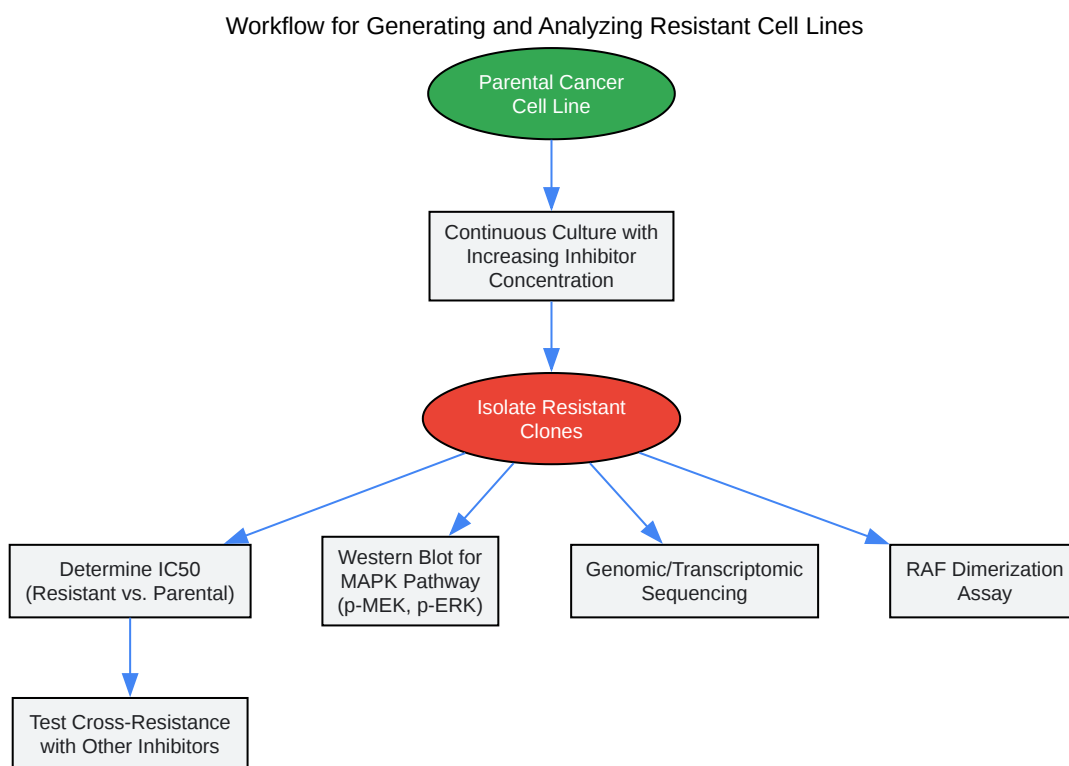 Workflow for Generating and Analyzing Resistant Cell Lines
Parental Cancer
Cell Line
Continuous Culture with
Increasing Inhibitor
Concentration
Isolate Resistant
Clones
Determine IC50
(Resistant vs. Parental)
Western Blot for
MAPK Pathway
(p-MEK, p-ERK)
Genomic/Transcriptomic
Sequencing
RAF Dimerization
Assay
Test Cross-Resistance
with Other Inhibitors